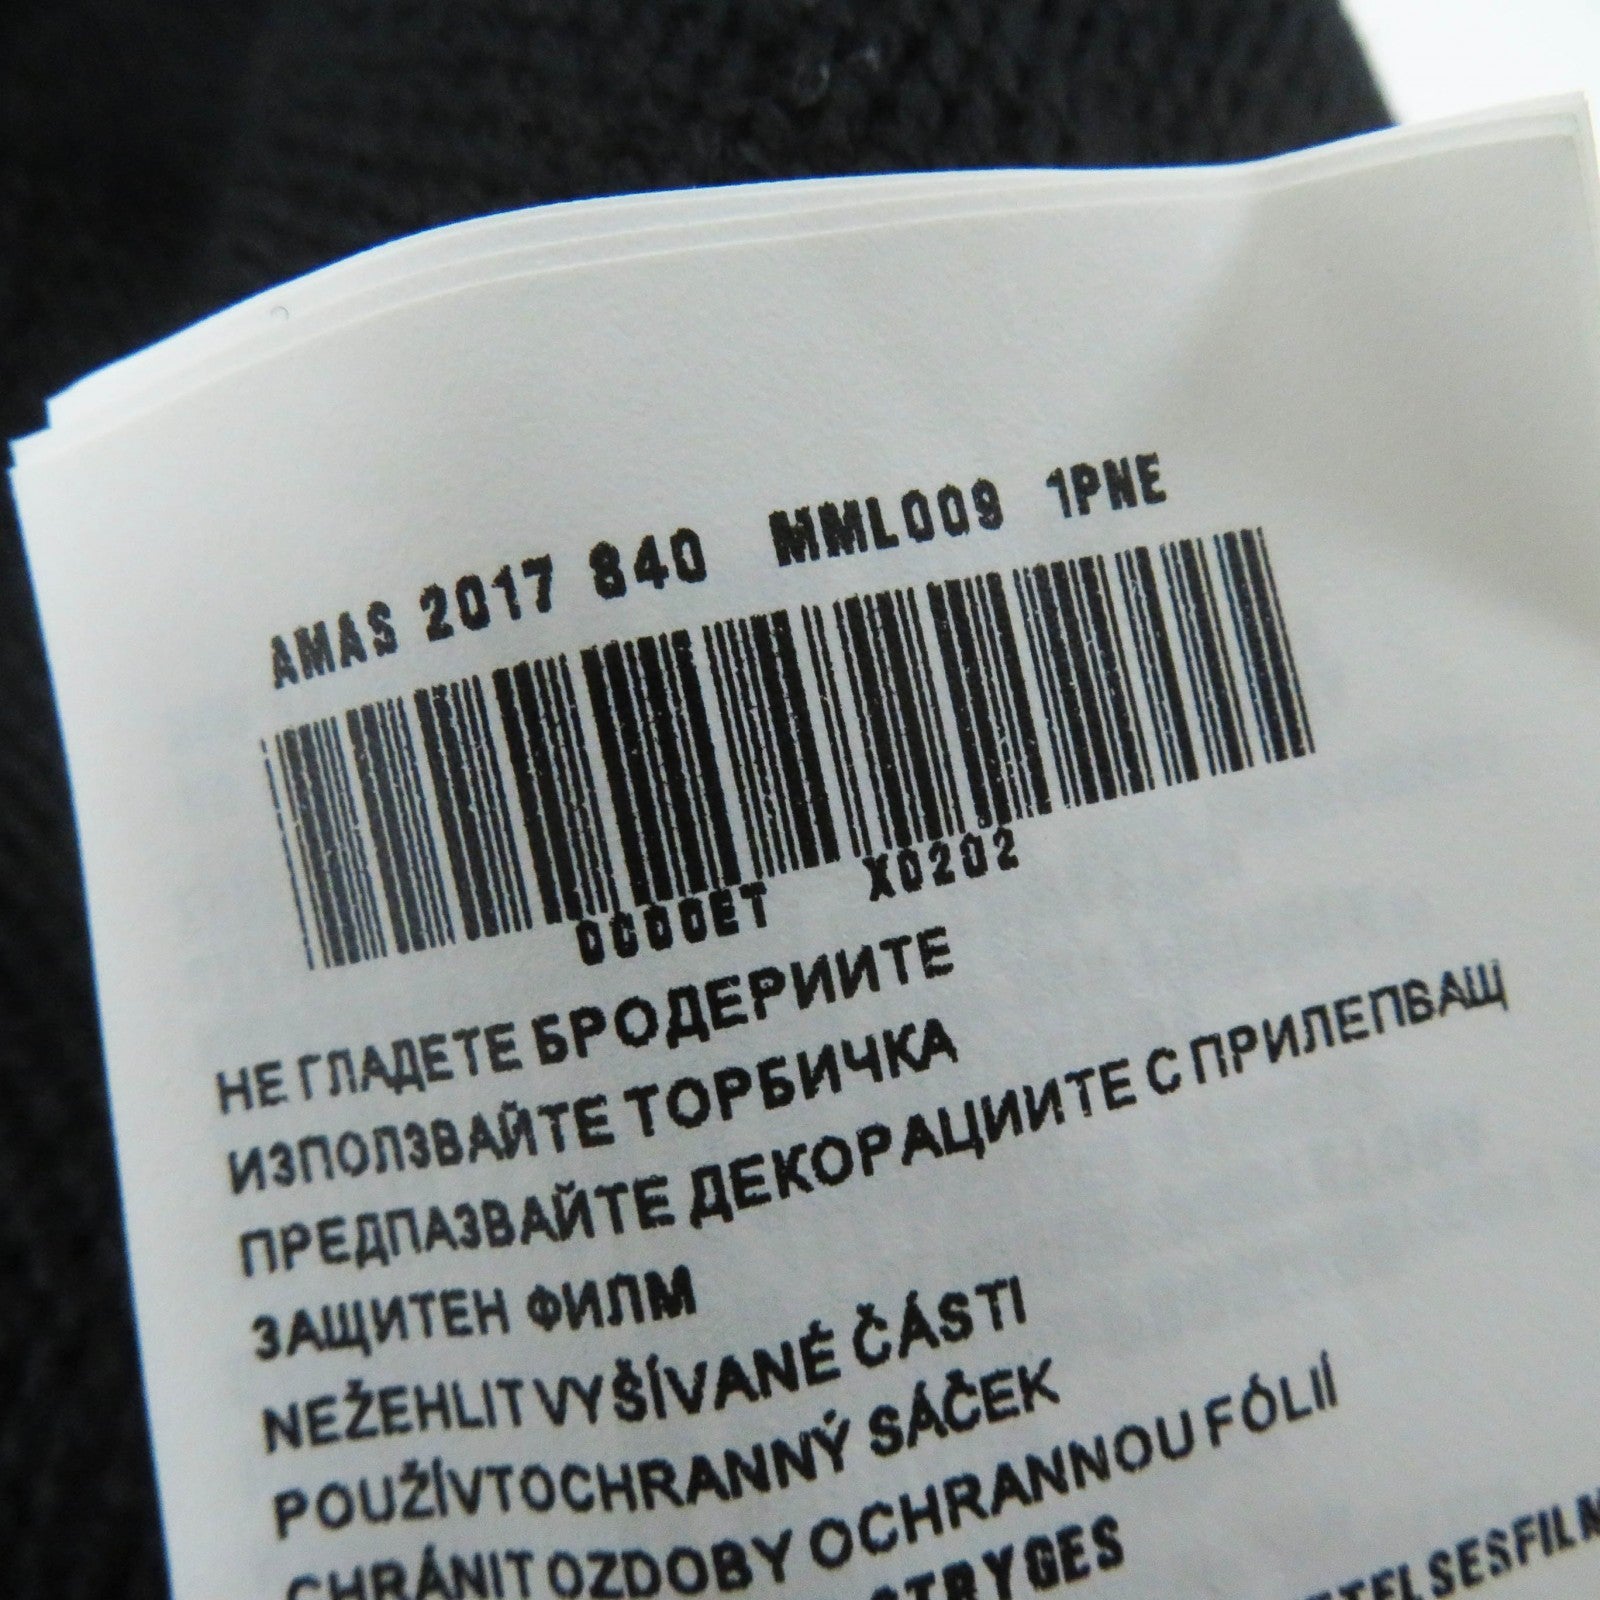 AMAS 2017 840 MML009 1PNE
0000ET X0202
НЕ ГЛАДЕТЕ БРОДЕРИИТЕ
ИЗПОЛЗВАЙТЕ ТОРБИЧКА
ПРЕДПАЗВАЙТЕ ДЕКОРАЦИИТЕ С ПРИЛЕПВАЩ
ЗАЩИТЕН ФИЛМ
NEŽEHLIT VYŠÍVANÉ ČÁSTI
POUŽÍVTOCHRANNÝ SÁČEK
CHRÁNIT OZDOBY OCHRANNOU FÓLIÍ
STRYGES